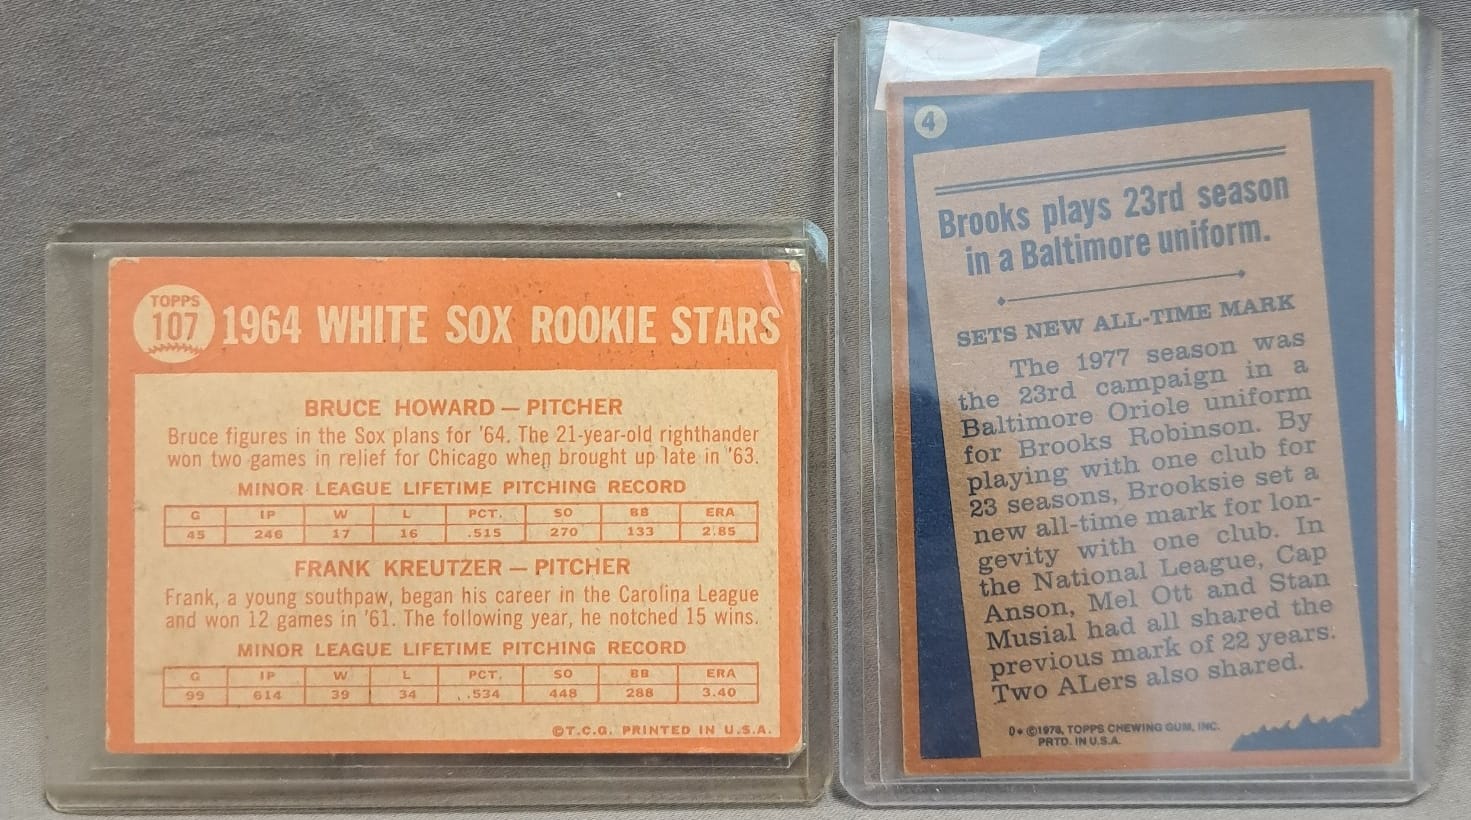 TOPPS
107
1964 WHITE SOX ROOKIE STARS
BRUCE HOWARD — PITCHER
Bruce figures in the Sox plans for '64. The 21-year-old righthander
won two games in relief for Chicago when brought up late in '63.
MINOR LEAGUE LIFETIME PITCHING RECORD
G IP W L PCT. SO BB ERA
45 246 17 16 .515 270 133 2.85
FRANK KREUTZER — PITCHER
Frank, a young southpaw, began his career in the Carolina League
and won 12 games in '61. The following year, he notched 15 wins.
MINOR LEAGUE LIFETIME PITCHING RECORD
G IP W L PCT. SO BB ERA
99 614 39 34 .534 448 288 3.40
©T.C.G. PRINTED IN U.S.A.
4
Brooks plays 23rd season
in a Baltimore uniform.
SETS NEW ALL-TIME MARK
The 1977 season was
the 23rd campaign in a
Baltimore Oriole uniform
for Brooks Robinson. By
playing with one club for
23 seasons, Brooksie set a
new all-time mark for lon-
gevity with one club. In
the National League, Cap
Anson, Mel Ott and Stan
Musial had all shared the
previous mark of 22 years.
Two ALers also shared.
D* ©1978, TOPPS CHEWING GUM, INC.
PRTD. IN U.S.A.